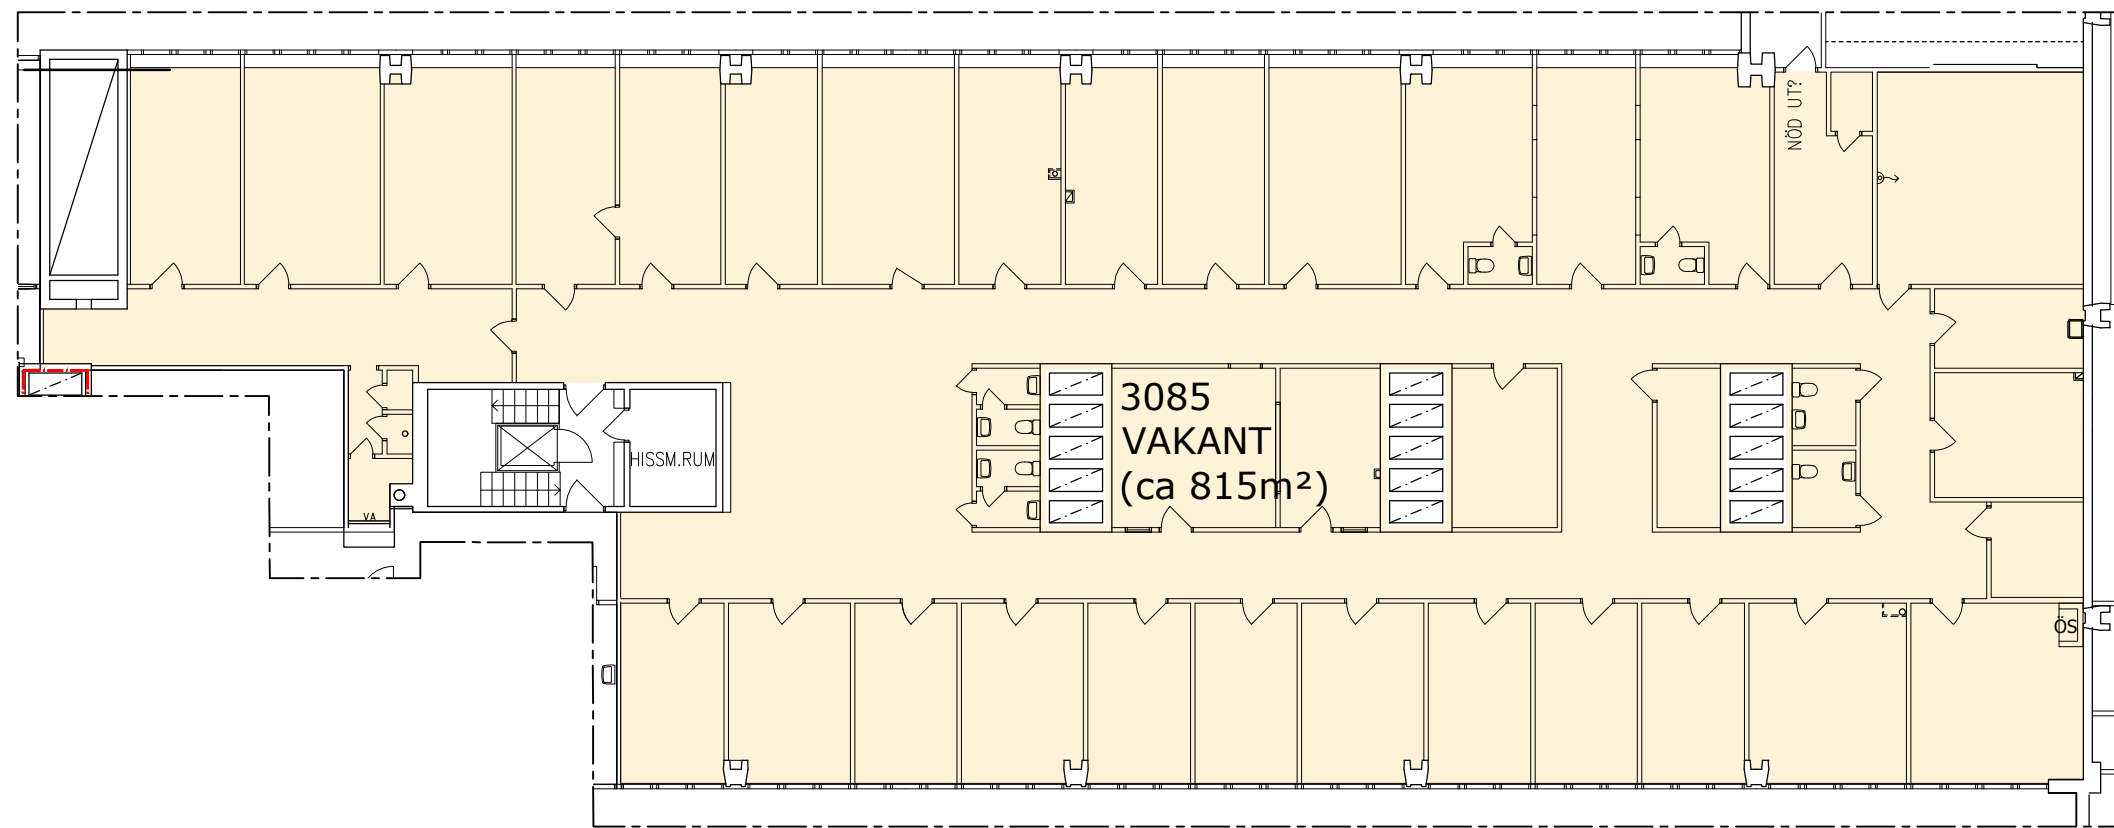 NÖD UT?
3085
VAKANT
(ca 815m²)
HISSM.RUM
VA
ÖS